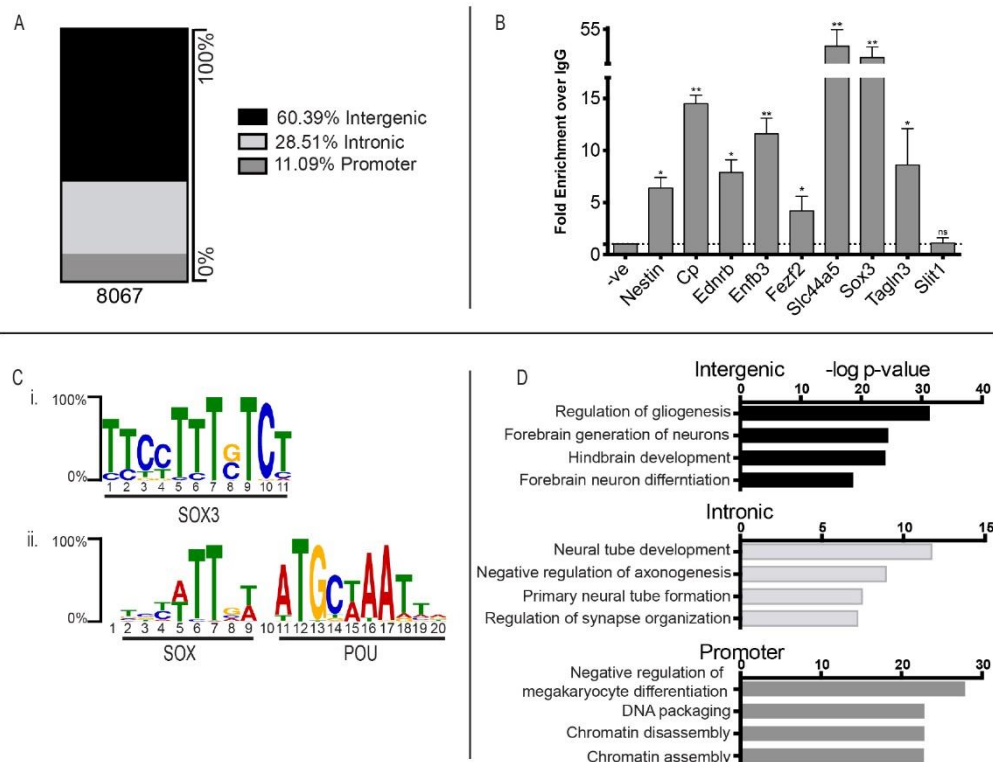 A
100%
0%
8067
60.39% Intergenic
28.51% Intronic
11.09% Promoter
B
Fold Enrichment over IgG
55
15
10
5
0
* ** * ** * ** ** * ns
-ve Nestin Cp Ednrb Enfb3 Fezf2 Slc44a5 Sox3 Tagln3 Slit1
C
i.
100%
0%
TTCCTTTGTCT
C
1 2 3 4 5 6 7 8 9 10 11
SOX3
ii.
100%
0%
ATT T ATGCTAATT
1 2 3 4 5 6 7 8 9 10 11 12 13 14 15 16 17 18 19 20
SOX POU
D
Intergenic -log p-value
0 10 20 30 40
Regulation of gliogenesis
Forebrain generation of neurons
Hindbrain development
Forebrain neuron differntiation
Intronic
0 5 10 15
Neural tube development
Negative regulation of axonogenesis
Primary neural tube formation
Regulation of synapse organization
Promoter
0 10 20 30
Negative regulation of
megakaryocyte differentiation
DNA packaging
Chromatin disassembly
Chromatin assembly